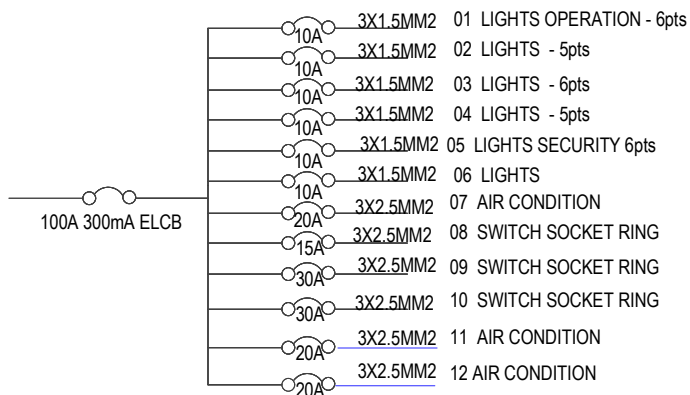 3X1.5MM2 01 LIGHTS OPERATION - 6pts
10A
3X1.5MM2 02 LIGHTS - 5pts
10A
3X1.5MM2 03 LIGHTS - 6pts
10A
3X1.5MM2 04 LIGHTS - 5pts
10A
3X1.5MM2 05 LIGHTS SECURITY 6pts
10A
3X1.5MM2 06 LIGHTS
10A
100A 300mA ELCB
3X2.5MM2 07 AIR CONDITION
20A
3X2.5MM2 08 SWITCH SOCKET RING
15A
3X2.5MM2 09 SWITCH SOCKET RING
30A
3X2.5MM2 10 SWITCH SOCKET RING
30A
3X2.5MM2 11 AIR CONDITION
20A
3X2.5MM2 12 AIR CONDITION
20A